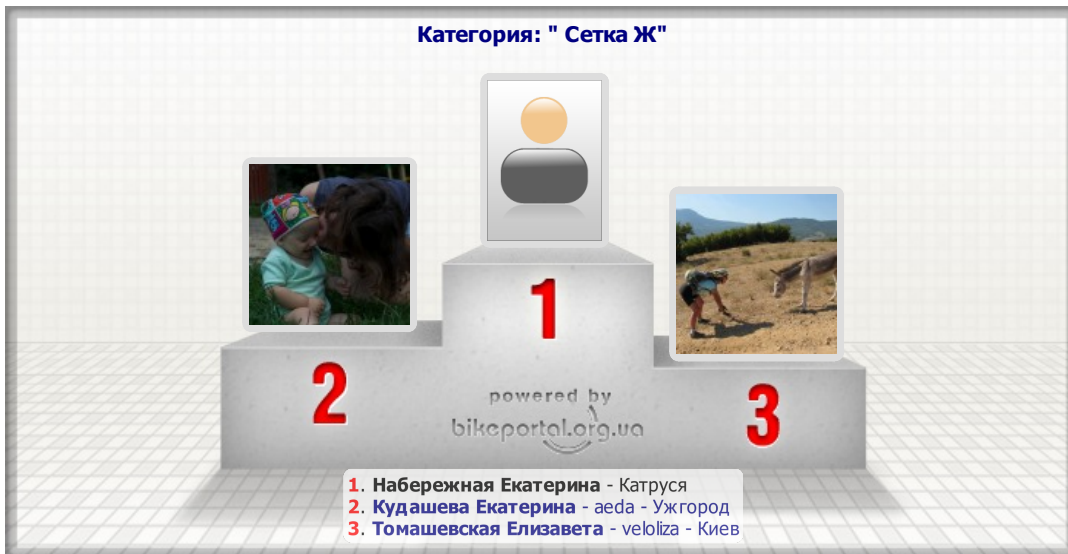 Категория: " Сетка Ж"
1
2
3
powered by
bikeportal.org.ua
1. Набережная Екатерина - Катруся
2. Кудашева Екатерина - aeda - Ужгород
3. Томашевская Елизавета - veloliza - Киев